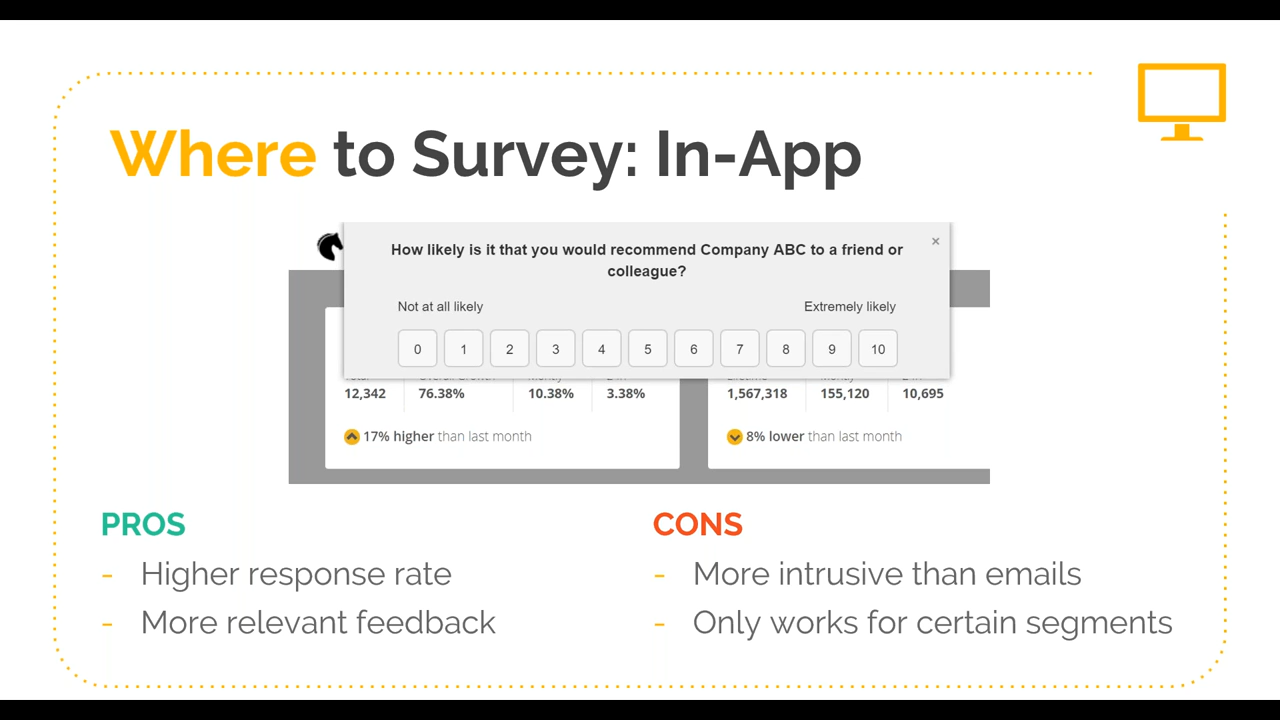 Where to Survey: In-App
How likely is it that you would recommend Company ABC to a friend or
colleague?
×
Not at all likely
Extremely likely
0 1 2 3 4 5 6 7 8 9 10
12,342 76.38% 10.38% 3.38%
17% higher than last month
1,567,318 155,120 10,695
8% lower than last month
PROS
- Higher response rate
- More relevant feedback
CONS
- More intrusive than emails
- Only works for certain segments